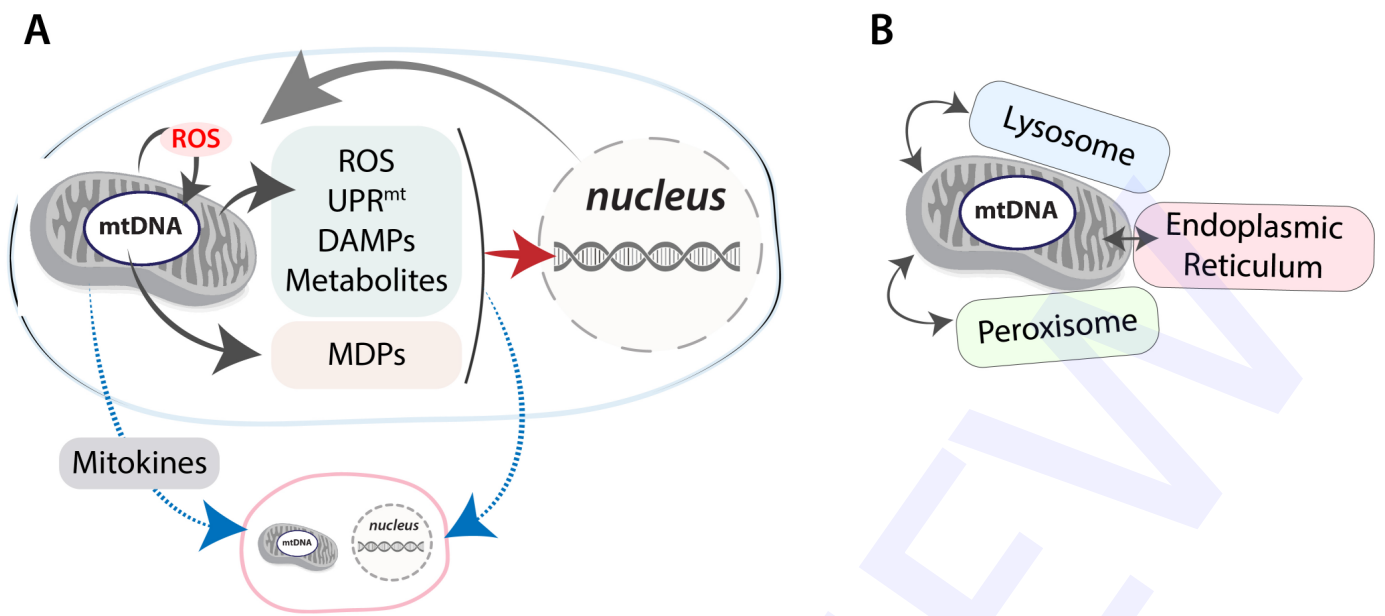 A
ROS
mtDNA
ROS
UPRᵐᵗ
DAMPs
Metabolites
MDPs
nucleus
Mitokines
mtDNA
nucleus
B
Lysosome
mtDNA
Endoplasmic
Reticulum
Peroxisome